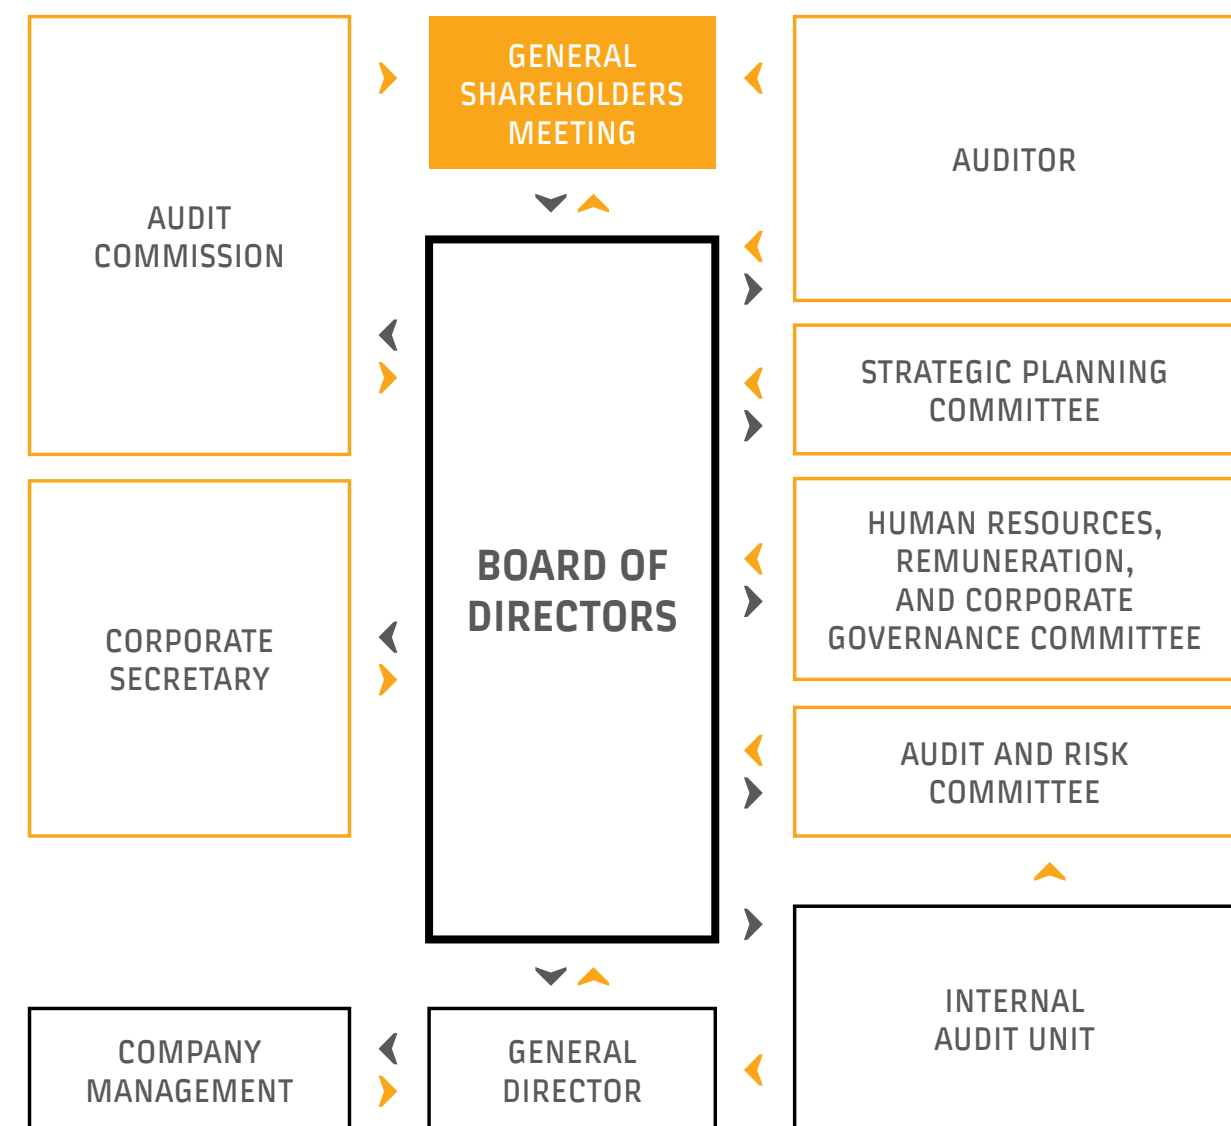 GENERAL
SHAREHOLDERS
MEETING
AUDITOR
AUDIT
COMMISSION
STRATEGIC PLANNING
COMMITTEE
BOARD OF
DIRECTORS
HUMAN RESOURCES,
REMUNERATION,
AND CORPORATE
GOVERNANCE COMMITTEE
CORPORATE
SECRETARY
AUDIT AND RISK
COMMITTEE
INTERNAL
AUDIT UNIT
COMPANY
MANAGEMENT
GENERAL
DIRECTOR